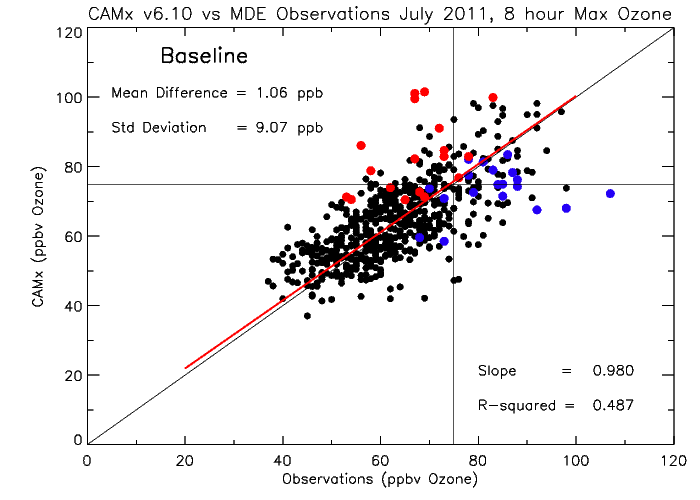 CAMx v6.10 vs MDE Observations July 2011, 8 hour Max Ozone
120
Baseline
Mean Difference = 1.06 ppb
100
Std Deviation = 9.07 ppb
80
CAMx (ppbv Ozone)
60
40
Slope = 0.980
20
R-squared = 0.487
0
0 20 40 60 80 100 120
Observations (ppbv Ozone)